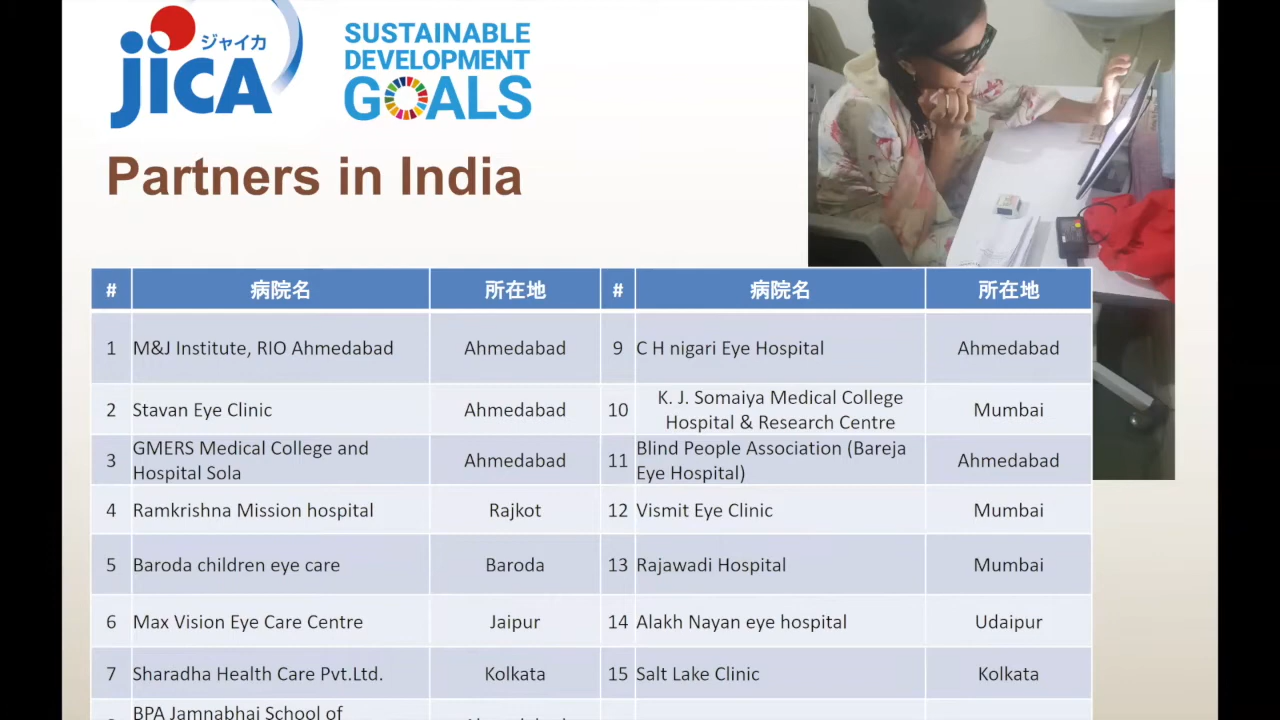 ジャイカ
JICA
SUSTAINABLE
DEVELOPMENT
GOALS
Partners in India
# 病院名 所在地 # 病院名 所在地
1 M&J Institute, RIO Ahmedabad Ahmedabad 9 C H nigari Eye Hospital Ahmedabad
2 Stavan Eye Clinic Ahmedabad 10 K. J. Somaiya Medical College
Hospital & Research Centre Mumbai
3 GMERS Medical College and
Hospital Sola Ahmedabad 11 Blind People Association (Bareja
Eye Hospital) Ahmedabad
4 Ramkrishna Mission hospital Rajkot 12 Vismit Eye Clinic Mumbai
5 Baroda children eye care Baroda 13 Rajawadi Hospital Mumbai
6 Max Vision Eye Care Centre Jaipur 14 Alakh Nayan eye hospital Udaipur
7 Sharadha Health Care Pvt.Ltd. Kolkata 15 Salt Lake Clinic Kolkata
BPA Jamnabhai School of